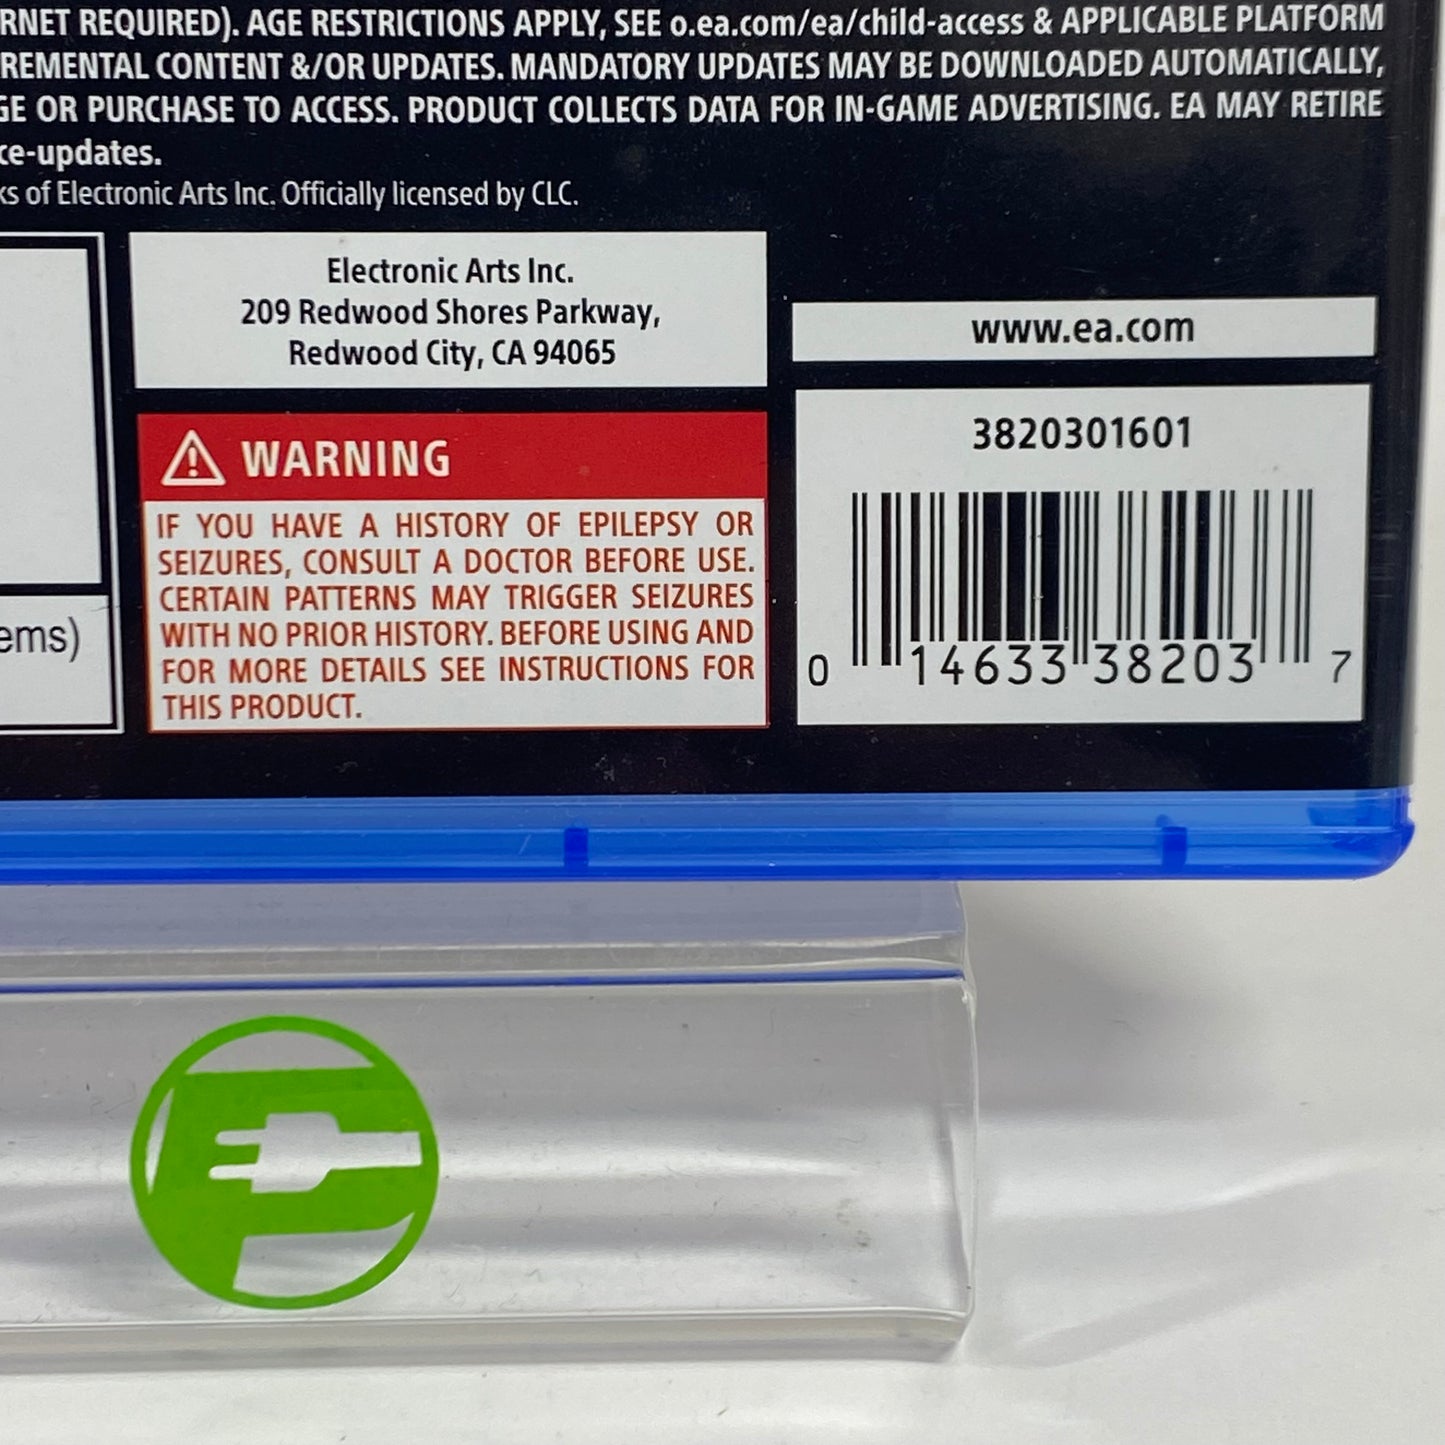 RNET REQUIRED). AGE RESTRICTIONS APPLY, SEE o.ea.com/ea/child-access & APPLICABLE PLATFORM
REMENTAL CONTENT &/OR UPDATES. MANDATORY UPDATES MAY BE DOWNLOADED AUTOMATICALLY,
GE OR PURCHASE TO ACCESS. PRODUCT COLLECTS DATA FOR IN-GAME ADVERTISING. EA MAY RETIRE
ce-updates.
ks of Electronic Arts Inc. Officially licensed by CLC.
Electronic Arts Inc.
209 Redwood Shores Parkway,
Redwood City, CA 94065
www.ea.com
WARNING
IF YOU HAVE A HISTORY OF EPILEPSY OR
SEIZURES, CONSULT A DOCTOR BEFORE USE.
CERTAIN PATTERNS MAY TRIGGER SEIZURES
WITH NO PRIOR HISTORY. BEFORE USING AND
FOR MORE DETAILS SEE INSTRUCTIONS FOR
THIS PRODUCT.
3820301601
0 14633 38203 7
ems)